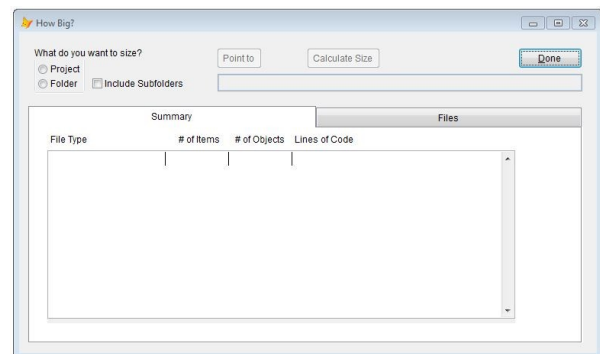 How Big?
What do you want to size?
Point to
Calculate Size
Done
Project
Folder
Include Subfolders
Summary
Files
File Type # of Items # of Objects Lines of Code